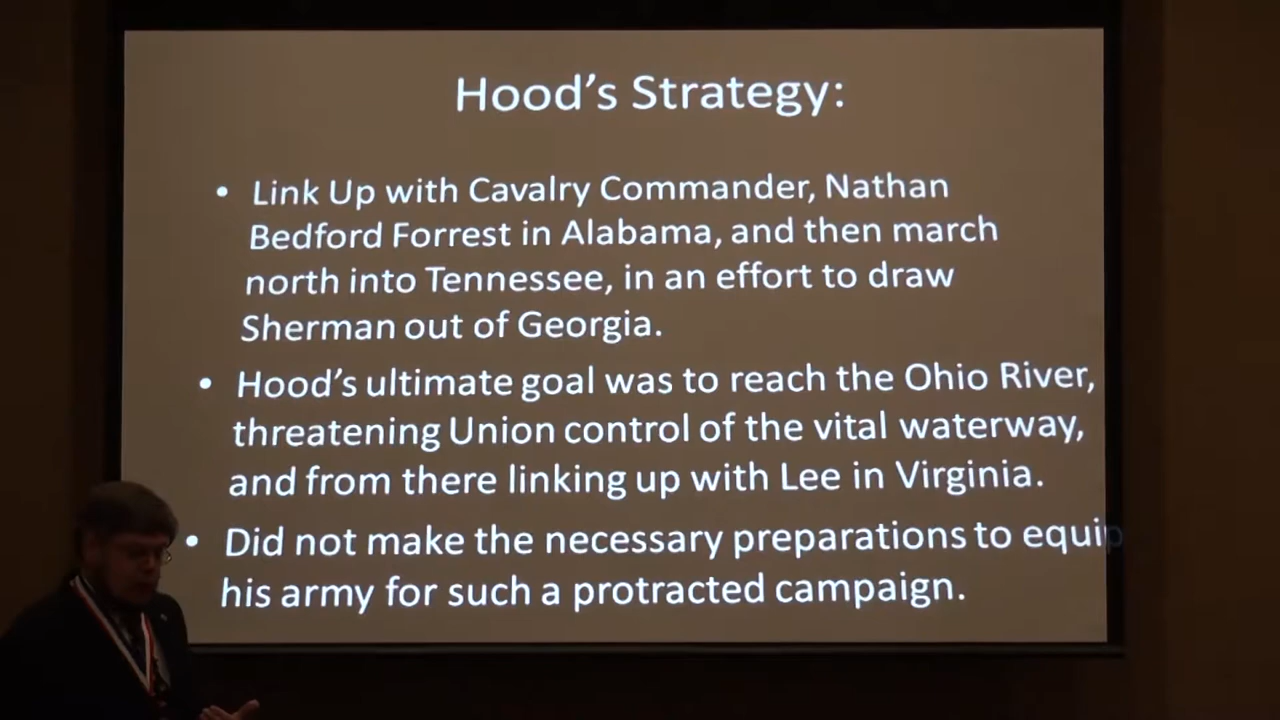 Hood's Strategy:
• Link Up with Cavalry Commander, Nathan
Bedford Forrest in Alabama, and then march
north into Tennessee, in an effort to draw
Sherman out of Georgia.
• Hood's ultimate goal was to reach the Ohio River,
threatening Union control of the vital waterway,
and from there linking up with Lee in Virginia.
• Did not make the necessary preparations to equip
his army for such a protracted campaign.